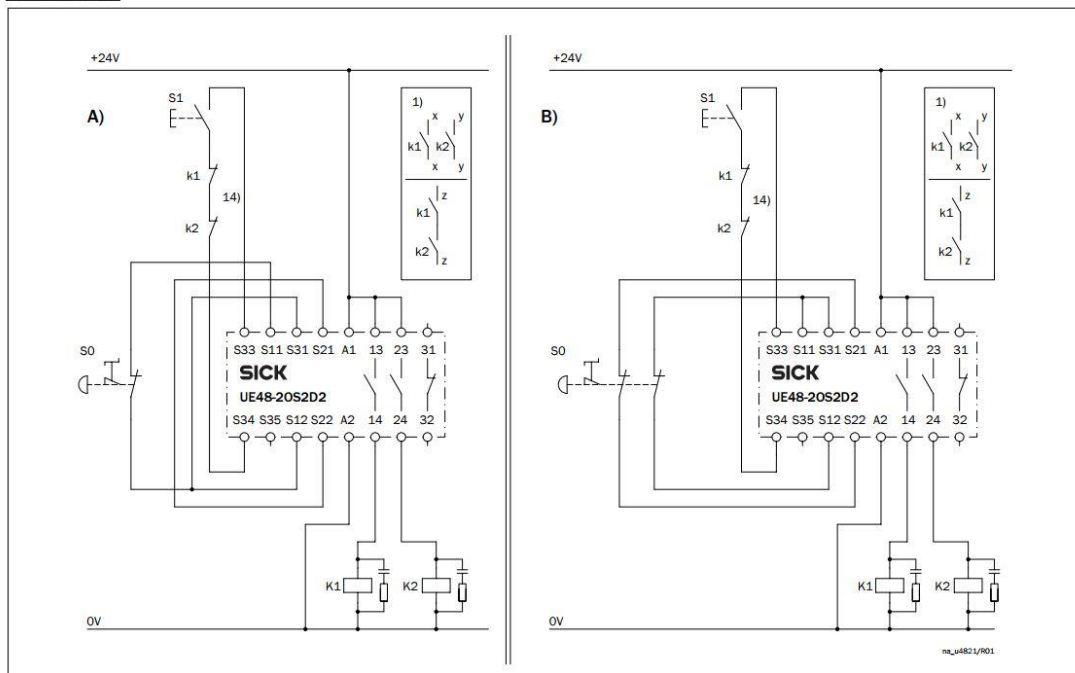 +24V
A)
S1
k1
14)
k2
1)
x y
k1 k2
x y
z
k1
k2
z
S0
S33 S11 S31 S21 A1 13 23 31
SICK
UE48-2OS2D2
S34 S35 S12 S22 A2 14 24 32
K1 K2
0V
+24V
B)
S1
k1
14)
k2
1)
x y
k1 k2
x y
z
k1
k2
z
S0
S33 S11 S31 S21 A1 13 23 31
SICK
UE48-2OS2D2
S34 S35 S12 S22 A2 14 24 32
K1 K2
0V
na_u4821/R01